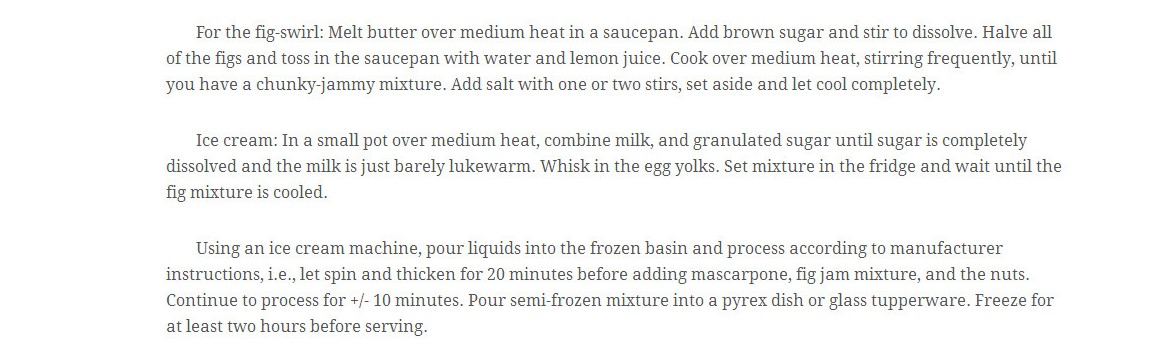 For the fig-swirl: Melt butter over medium heat in a saucepan. Add brown sugar and stir to dissolve. Halve all
of the figs and toss in the saucepan with water and lemon juice. Cook over medium heat, stirring frequently, until
you have a chunky-jammy mixture. Add salt with one or two stirs, set aside and let cool completely.
Ice cream: In a small pot over medium heat, combine milk, and granulated sugar until sugar is completely
dissolved and the milk is just barely lukewarm. Whisk in the egg yolks. Set mixture in the fridge and wait until the
fig mixture is cooled.
Using an ice cream machine, pour liquids into the frozen basin and process according to manufacturer
instructions, i.e., let spin and thicken for 20 minutes before adding mascarpone, fig jam mixture, and the nuts.
Continue to process for +/- 10 minutes. Pour semi-frozen mixture into a pyrex dish or glass tupperware. Freeze for
at least two hours before serving.